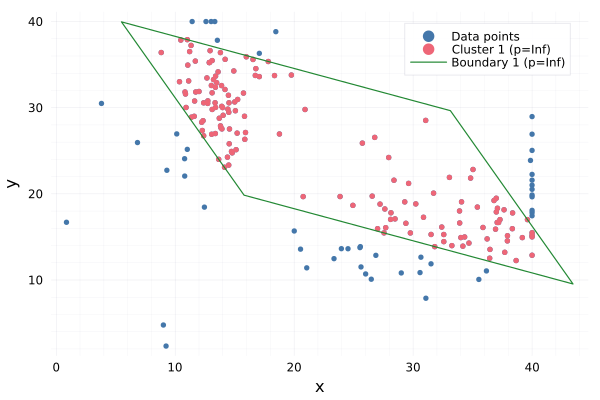 Data points
Cluster 1 (p=Inf)
Boundary 1 (p=Inf)
40
30
20
10
y
0 10 20 30 40
x